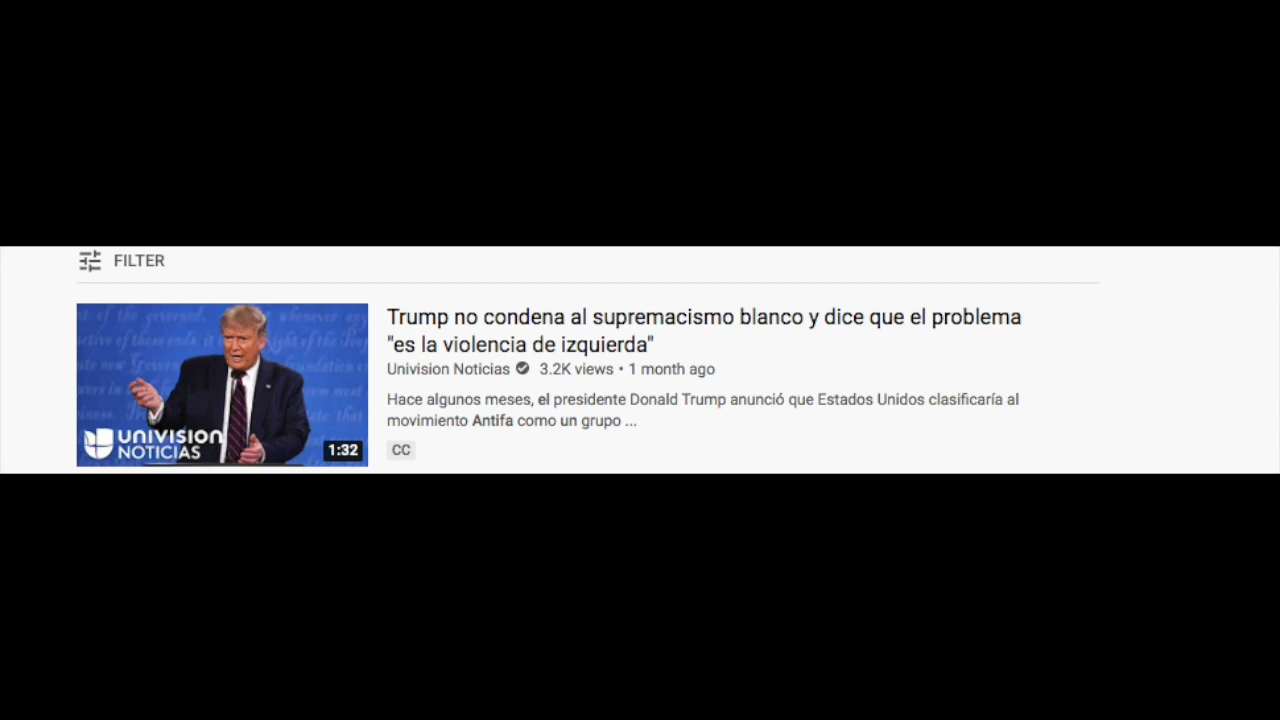 FILTER
Trump no condena al supremacismo blanco y dice que el problema
"es la violencia de izquierda"
Univision Noticias 3.2K views • 1 month ago
Hace algunos meses, el presidente Donald Trump anunció que Estados Unidos clasificaría al
movimiento Antifa como un grupo ...
CC
UNIVISION
NOTICIAS
1:32